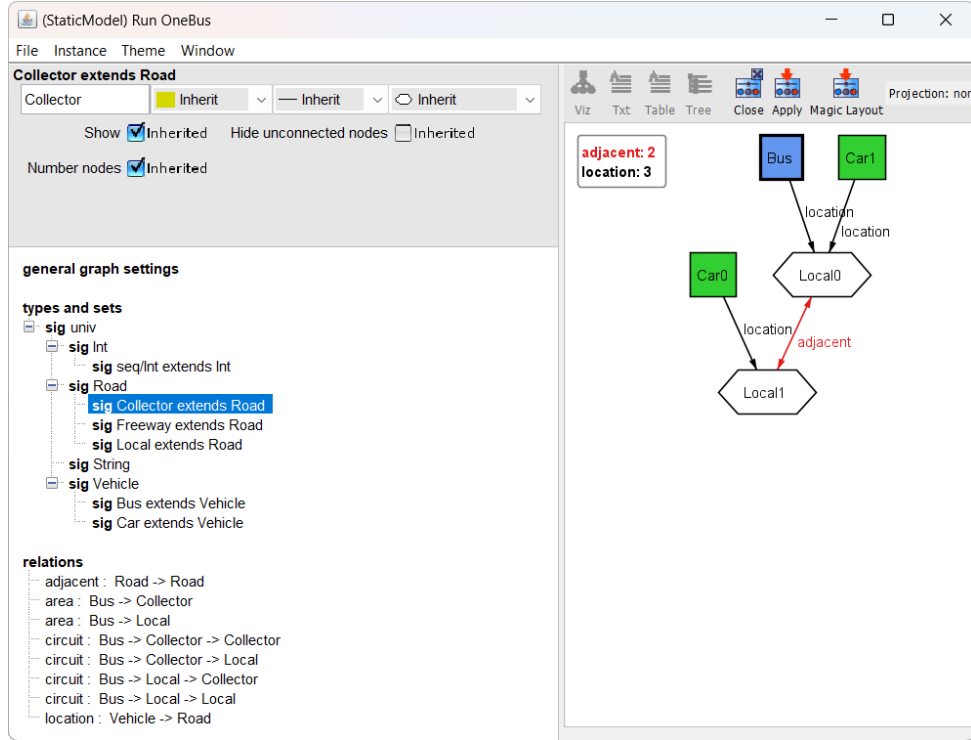 (StaticModel) Run OneBus
File Instance Theme Window
Collector extends Road
Collector Inherit Inherit Inherit
Show Inherited Hide unconnected nodes Inherited
Number nodes Inherited
general graph settings
types and sets
sig univ
sig Int
sig seq/Int extends Int
sig Road
sig Collector extends Road
sig Freeway extends Road
sig Local extends Road
sig String
sig Vehicle
sig Bus extends Vehicle
sig Car extends Vehicle
relations
adjacent : Road -> Road
area : Bus -> Collector
area : Bus -> Local
circuit : Bus -> Collector -> Collector
circuit : Bus -> Collector -> Local
circuit : Bus -> Local -> Collector
circuit : Bus -> Local -> Local
location : Vehicle -> Road
Viz Txt Table Tree Close Apply Magic Layout Projection: nor
adjacent: 2
location: 3
Bus Car1
location
location
Car0 Local0
location
adjacent
Local1